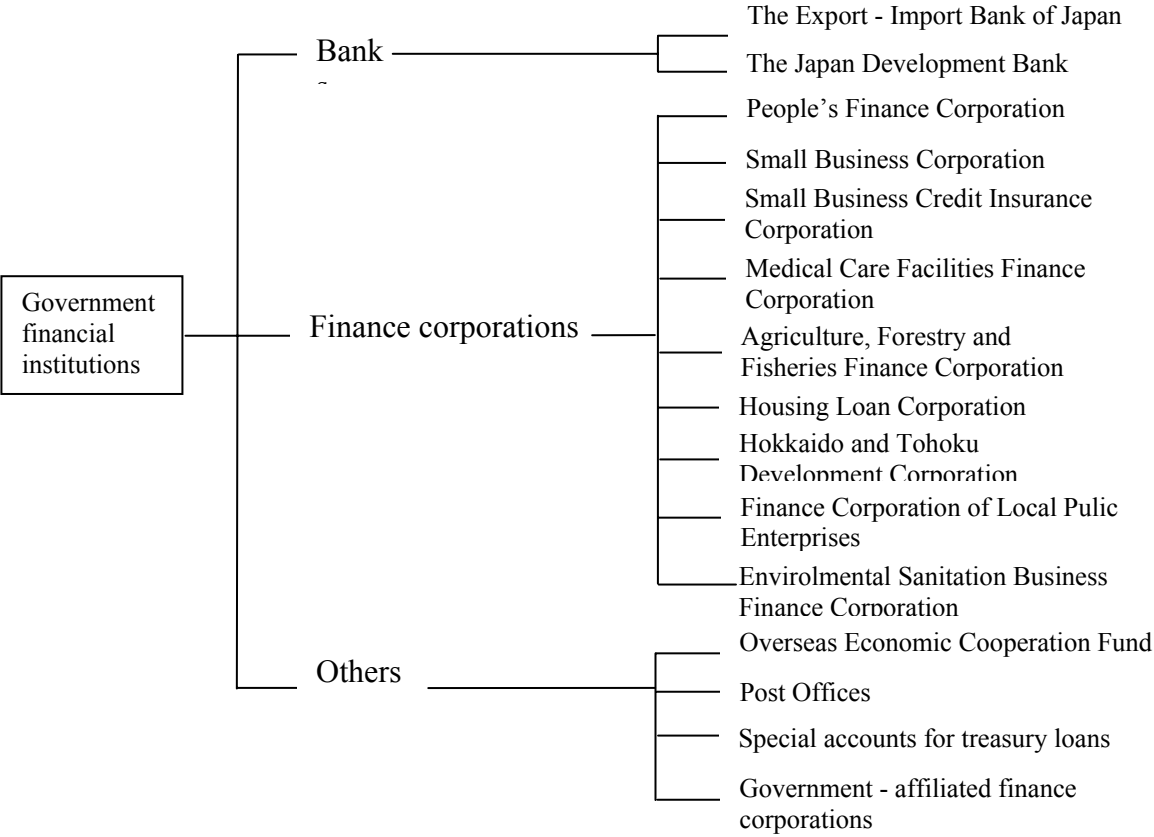 Government
financial
institutions
Bank
The Export - Import Bank of Japan
The Japan Development Bank
Finance corporations
People’s Finance Corporation
Small Business Corporation
Small Business Credit Insurance
Corporation
Medical Care Facilities Finance
Corporation
Agriculture, Forestry and
Fisheries Finance Corporation
Housing Loan Corporation
Hokkaido and Tohoku
Development Corporation
Finance Corporation of Local Pulic
Enterprises
Envirolmental Sanitation Business
Finance Corporation
Others
Overseas Economic Cooperation Fund
Post Offices
Special accounts for treasury loans
Government - affiliated finance
corporations